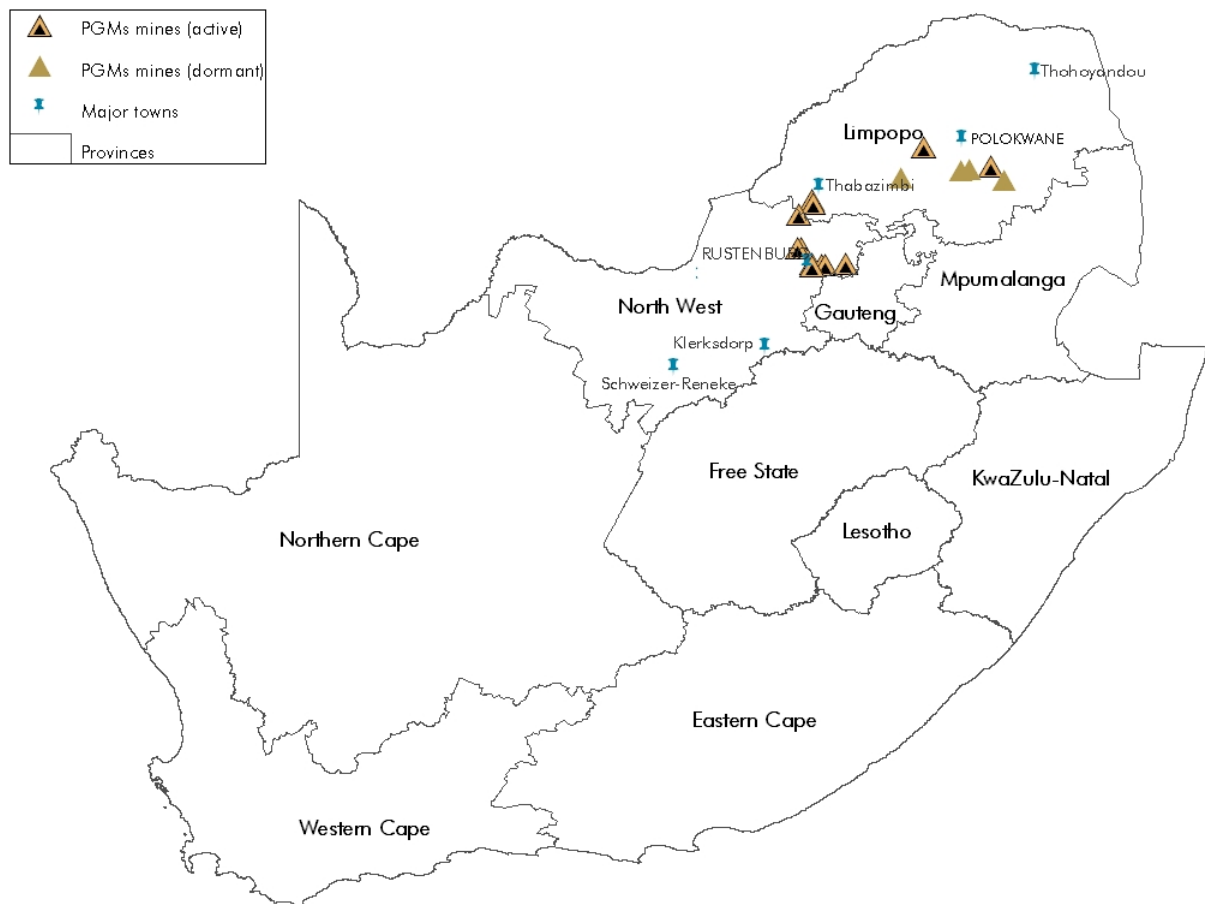 PGMs mines (active)
PGMs mines (dormant)
Major towns
Provinces
Thohoyandou
Limpopo
POLOKWANE
Thabazimbi
RUSTENBURG
Mpumalanga
North West
Gauteng
Klerksdorp
Schweizer-Reneke
Free State
KwaZulu-Natal
Lesotho
Northern Cape
Eastern Cape
Western Cape